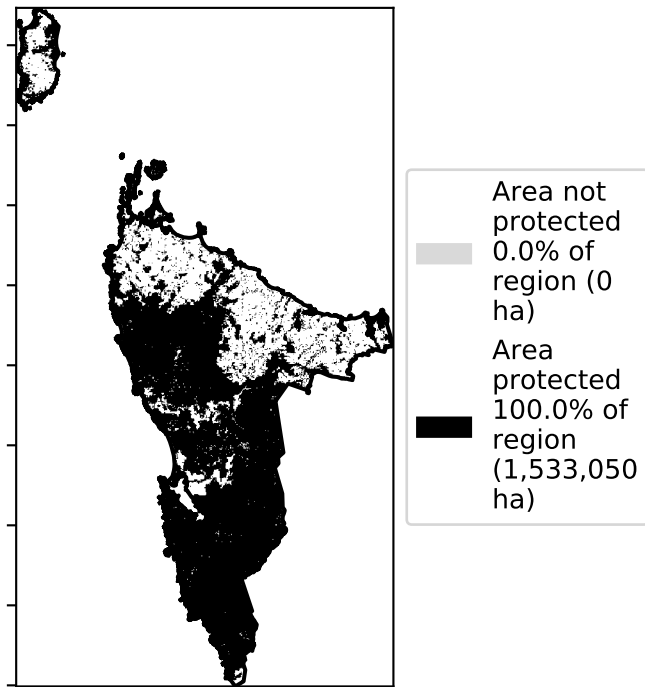 Area not
protected
0.0% of
region (0
ha)
Area
protected
100.0% of
region
(1,533,050
ha)